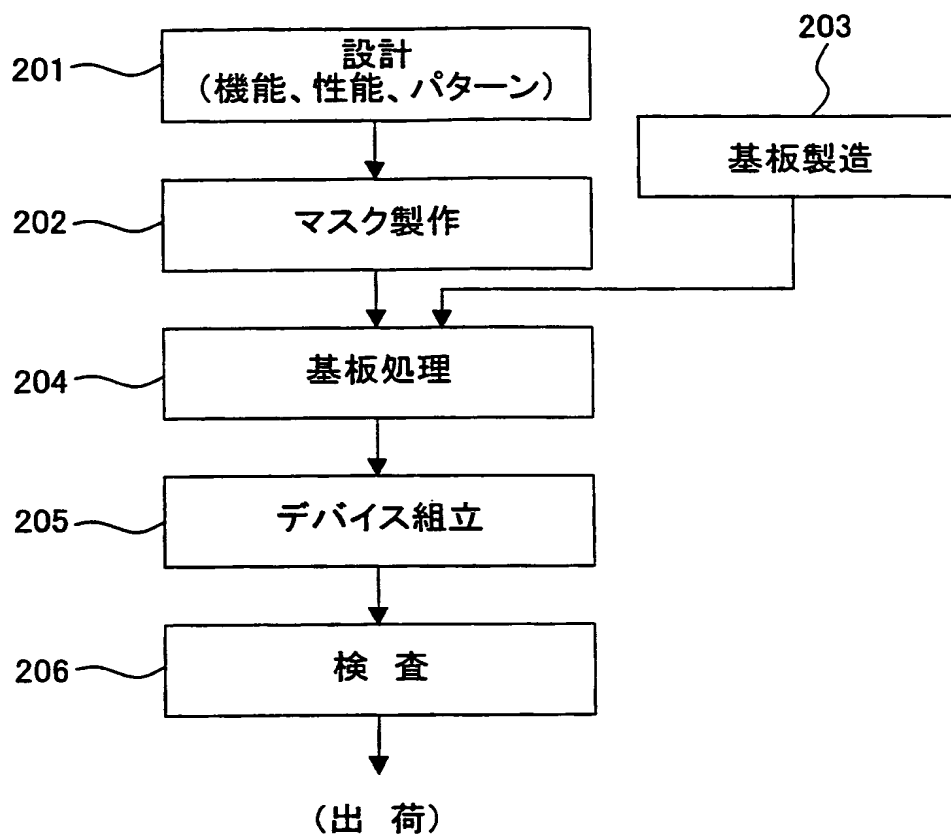 203
201
設計
(機能、性能、パターン)
基板製造
202
マスク製作
204
基板処理
205
デバイス組立
206
検 査
(出 荷)